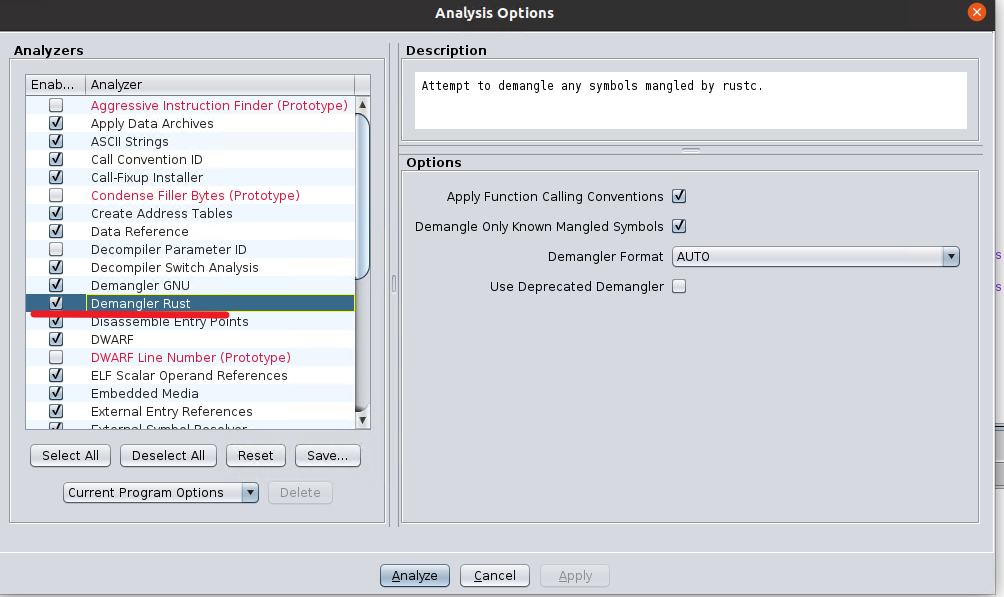 Analysis Options
Analyzers
Enab... Analyzer
Aggressive Instruction Finder (Prototype)
Apply Data Archives
ASCII Strings
Call Convention ID
Call-Fixup Installer
Condense Filler Bytes (Prototype)
Create Address Tables
Data Reference
Decompiler Parameter ID
Decompiler Switch Analysis
Demangler GNU
Demangler Rust
Disassemble Entry Points
DWARF
DWARF Line Number (Prototype)
ELF Scalar Operand References
Embedded Media
External Entry References
External Symbol Resolver
Select All Deselect All Reset Save...
Current Program Options Delete
Description
Attempt to demangle any symbols mangled by rustc.
Options
Apply Function Calling Conventions
Demangle Only Known Mangled Symbols
Demangler Format AUTO
Use Deprecated Demangler
s
s
Analyze Cancel Apply